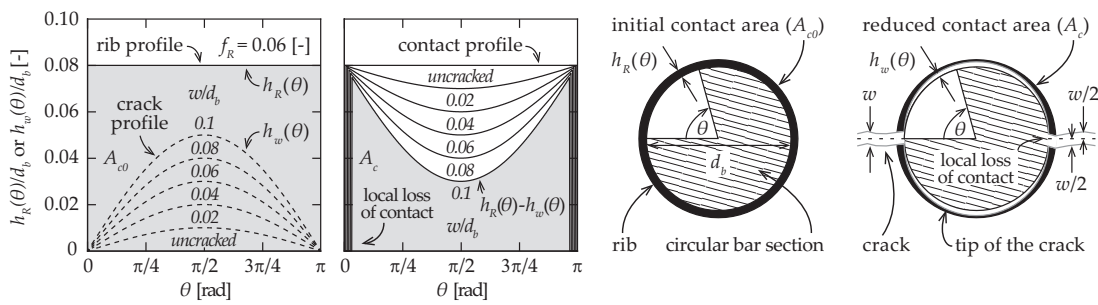 h_R(θ)/d_b or h_w(θ)/d_b [-]
0.10
0.08
0.06
0.04
0.02
0
rib profile
f_R = 0.06 [-]
h_R(θ)
crack
profile
w/d_b
0.1
0.08
0.06
0.04
0.02
uncracked
h_w(θ)
A_c0
0
π/4
π/2
3π/4
π
θ [rad]
contact profile
uncracked
0.02
0.04
0.06
0.08
0.1
w/d_b
A_c
local loss
of contact
h_R(θ)-h_w(θ)
0
π/4
π/2
3π/4
π
θ [rad]
initial contact area (A_c0)
h_R(θ)
θ
d_b
rib
circular bar section
reduced contact area (A_c)
h_w(θ)
w
θ
w/2
local loss
of contact
w/2
crack
tip of the crack